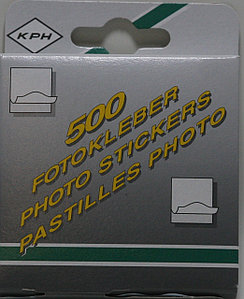 KPH
500
FOTOKLEBER
PHOTO STICKERS
PASTILLES PHOTO